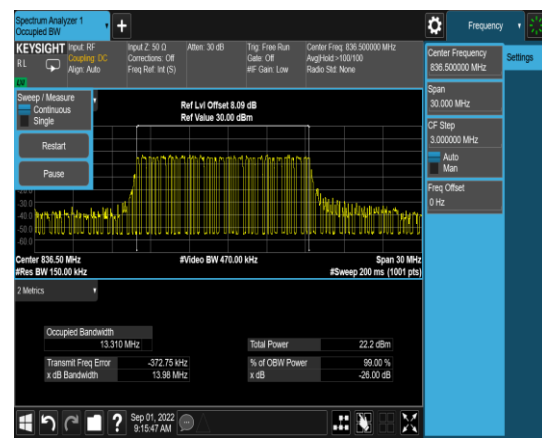 Spectrum Analyzer 1
Occupied BW
Frequency
KEYSIGHT
RL
Input: RF
Coupling: DC
Align: Auto
Input Z: 50 Ω
Corrections: Off
Freq Ref: Int (S)
Atten: 30 dB
Trig: Free Run
Gate: Off
#IF Gain: Low
Center Freq: 836.500000 MHz
Avg|Hold:>100/100
Radio Std: None
Center Frequency
836.500000 MHz
Settings
Span
30.000 MHz
CF Step
3.000000 MHz
Auto
Man
Freq Offset
0 Hz
Sweep / Measure
Continuous
Single
Restart
Pause
Ref Lvl Offset 8.09 dB
Ref Value 30.00 dBm
-30.0
-40.0
-50.0
-60.0
Center 836.50 MHz
#Res BW 150.00 kHz
#Video BW 470.00 kHz
Span 30 MHz
#Sweep 200 ms (1001 pts)
2 Metrics
Occupied Bandwidth
13.310 MHz
Total Power 22.2 dBm
Transmit Freq Error -372.75 kHz
% of OBW Power 99.00 %
x dB Bandwidth 13.98 MHz
x dB -26.00 dB
Sep 01, 2022
9:15:47 AM